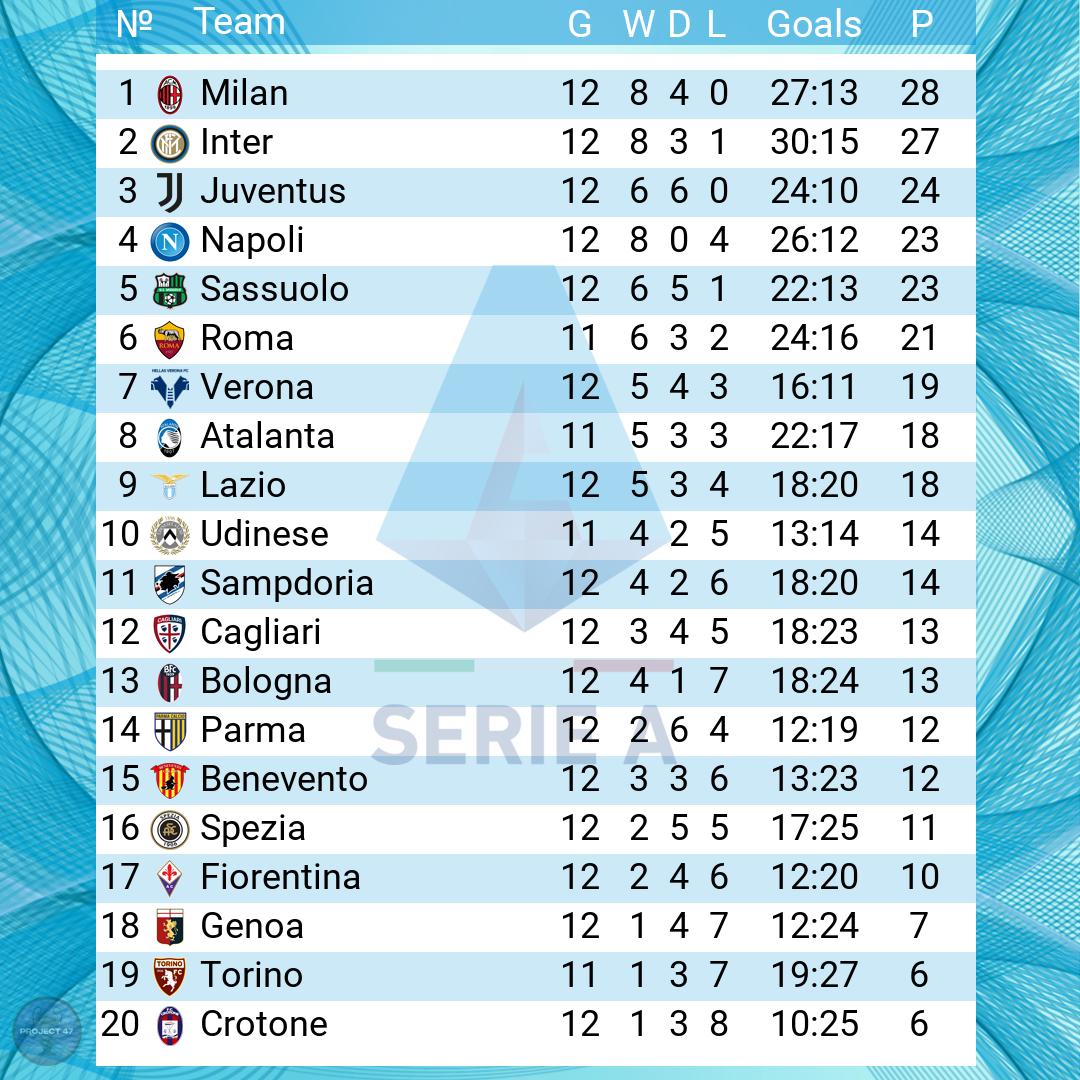 Nº Team G W D L Goals P
1 Milan 12 8 4 0 27:13 28
2 Inter 12 8 3 1 30:15 27
3 Juventus 12 6 6 0 24:10 24
4 Napoli 12 8 0 4 26:12 23
5 Sassuolo 12 6 5 1 22:13 23
6 Roma 11 6 3 2 24:16 21
7 Verona 12 5 4 3 16:11 19
8 Atalanta 11 5 3 3 22:17 18
9 Lazio 12 5 3 4 18:20 18
10 Udinese 11 4 2 5 13:14 14
11 Sampdoria 12 4 2 6 18:20 14
12 Cagliari 12 3 4 5 18:23 13
13 Bologna 12 4 1 7 18:24 13
14 Parma 12 2 6 4 12:19 12
15 Benevento 12 3 3 6 13:23 12
16 Spezia 12 2 5 5 17:25 11
17 Fiorentina 12 2 4 6 12:20 10
18 Genoa 12 1 4 7 12:24 7
19 Torino 11 1 3 7 19:27 6
20 Crotone 12 1 3 8 10:25 6
SERIE A
PROJECT 47